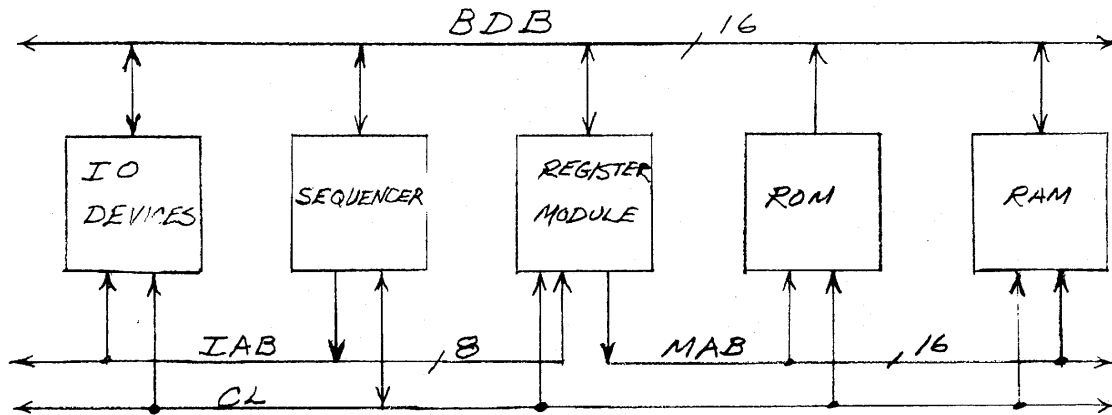 BDB / 16
IO
DEVICES
SEQUENCER
REGISTER
MODULE
ROM
RAM
IAB / 8
MAB / 16
CL